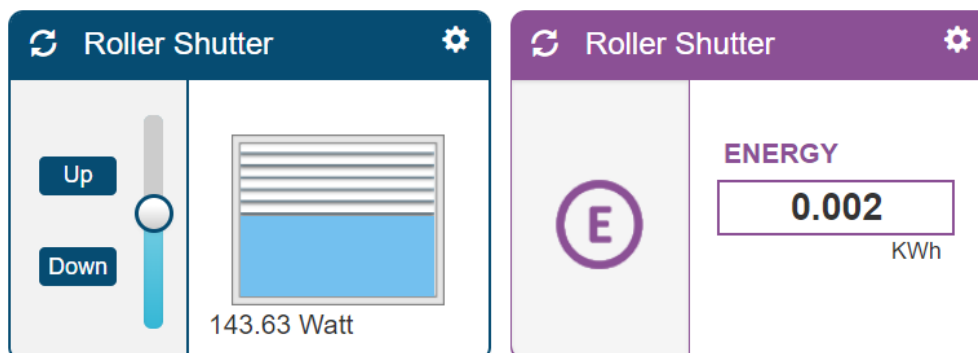 Roller Shutter
Up
Down
143.63 Watt
Roller Shutter
E
ENERGY
0.002
KWh